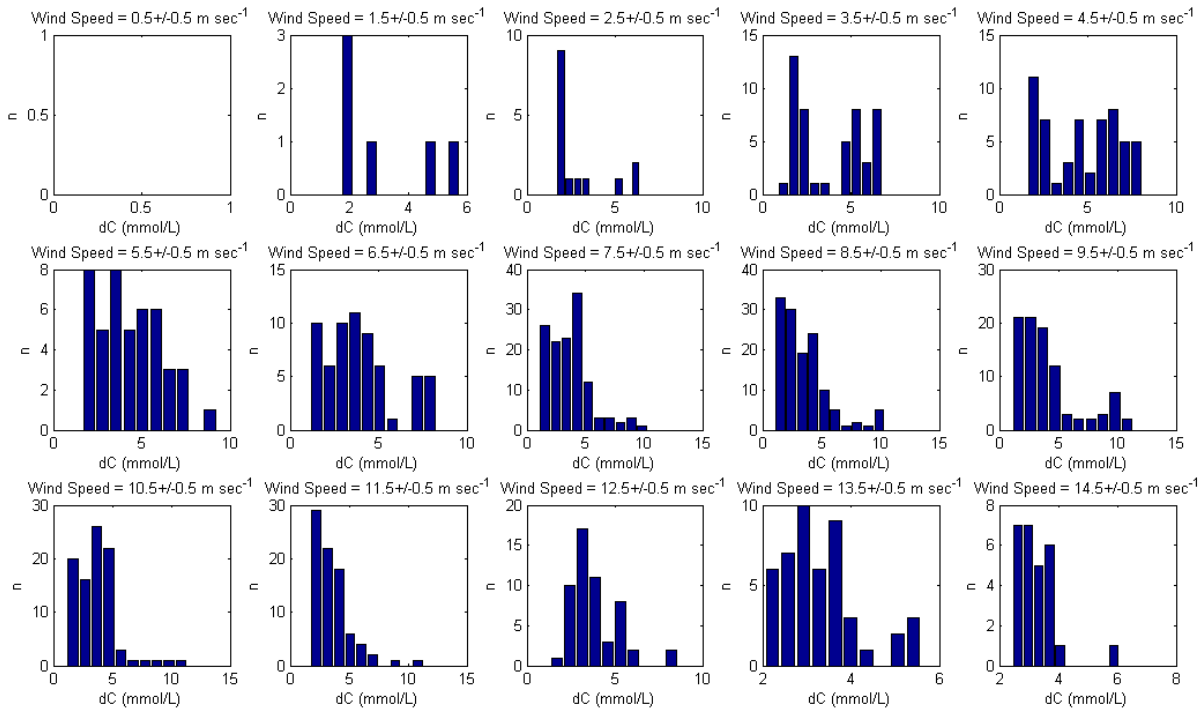 Wind Speed = 0.5+/-0.5 m sec⁻¹
1
0.5
0
n
0 0.5 1
dC (mmol/L)
Wind Speed = 1.5+/-0.5 m sec⁻¹
3
2
1
0
n
0 2 4 6
dC (mmol/L)
Wind Speed = 2.5+/-0.5 m sec⁻¹
10
5
0
n
0 5 10
dC (mmol/L)
Wind Speed = 3.5+/-0.5 m sec⁻¹
15
10
5
0
n
0 5 10
dC (mmol/L)
Wind Speed = 4.5+/-0.5 m sec⁻¹
15
10
5
0
n
0 5 10
dC (mmol/L)
Wind Speed = 5.5+/-0.5 m sec⁻¹
8
6
4
2
0
n
0 5 10
dC (mmol/L)
Wind Speed = 6.5+/-0.5 m sec⁻¹
15
10
5
0
n
0 5 10
dC (mmol/L)
Wind Speed = 7.5+/-0.5 m sec⁻¹
40
30
20
10
0
n
0 5 10 15
dC (mmol/L)
Wind Speed = 8.5+/-0.5 m sec⁻¹
40
30
20
10
0
n
0 5 10 15
dC (mmol/L)
Wind Speed = 9.5+/-0.5 m sec⁻¹
30
20
10
0
n
0 5 10 15
dC (mmol/L)
Wind Speed = 10.5+/-0.5 m sec⁻¹
30
20
10
0
n
0 5 10 15
dC (mmol/L)
Wind Speed = 11.5+/-0.5 m sec⁻¹
30
20
10
0
n
0 5 10 15
dC (mmol/L)
Wind Speed = 12.5+/-0.5 m sec⁻¹
20
15
10
5
0
n
0 5 10
dC (mmol/L)
Wind Speed = 13.5+/-0.5 m sec⁻¹
10
5
0
n
2 4 6
dC (mmol/L)
Wind Speed = 14.5+/-0.5 m sec⁻¹
8
6
4
2
0
n
2 4 6 8
dC (mmol/L)